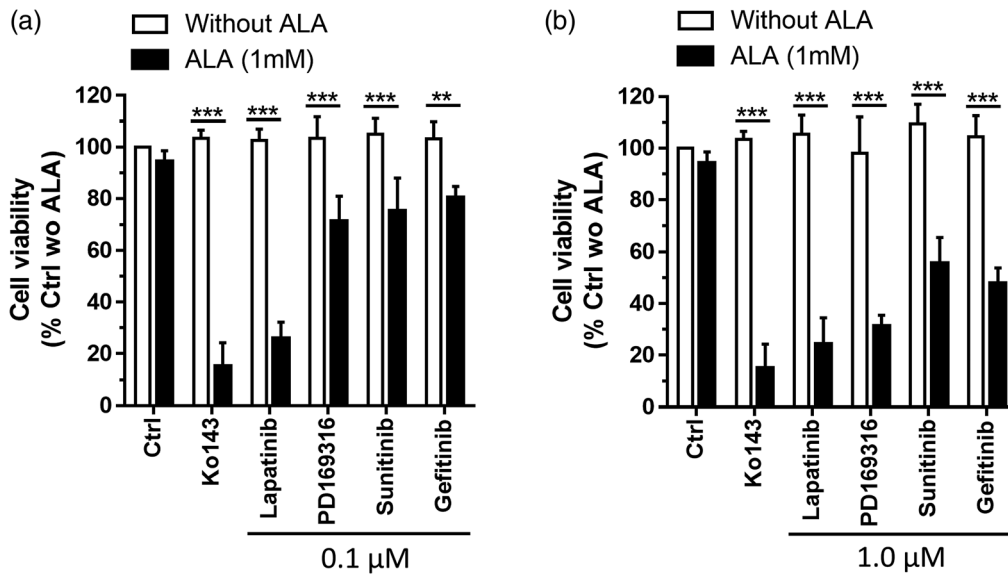 (a)
Without ALA
ALA (1mM)
Cell viability
(% Ctrl wo ALA)
120
100
80
60
40
20
0
*** *** *** *** **
Ctrl
Ko143
Lapatinib
PD169316
Sunitinib
Gefitinib
0.1 µM
(b)
Without ALA
ALA (1mM)
Cell viability
(% Ctrl wo ALA)
120
100
80
60
40
20
0
*** *** *** *** ***
Ctrl
Ko143
Lapatinib
PD169316
Sunitinib
Gefitinib
1.0 µM